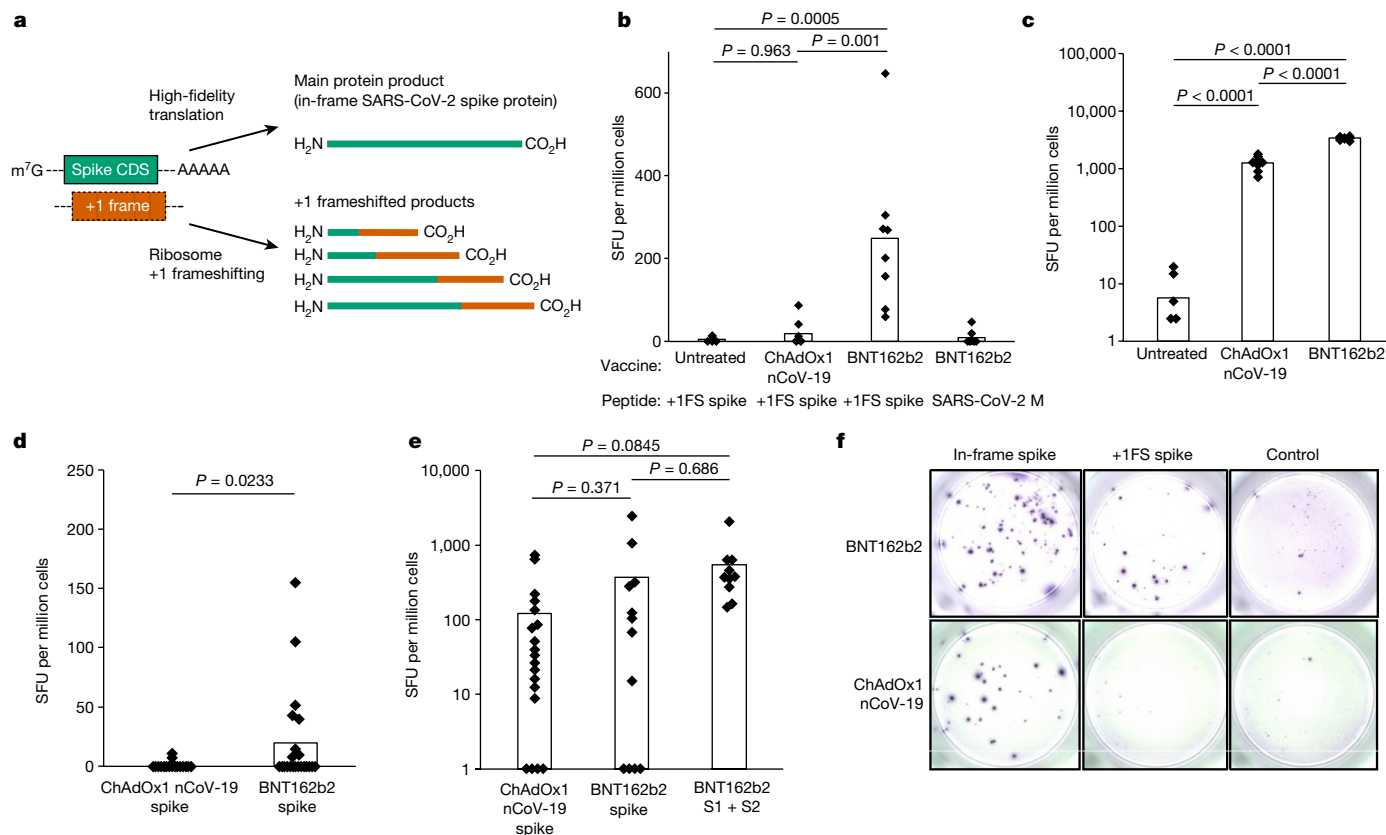 a
High-fidelity
translation
Main protein product
(in-frame SARS-CoV-2 spike protein)
H₂N
CO₂H
m⁷G
Spike CDS
AAAAA
+1 frame
Ribosome
+1 frameshifting
+1 frameshifted products
H₂N
CO₂H
H₂N
CO₂H
H₂N
CO₂H
H₂N
CO₂H
b
P = 0.0005
P = 0.963
P = 0.001
SFU per million cells
600
400
200
0
Vaccine:
Untreated
ChAdOx1
nCoV-19
BNT162b2
BNT162b2
Peptide:
+1FS spike
+1FS spike
+1FS spike
SARS-CoV-2 M
c
P < 0.0001
P < 0.0001
P < 0.0001
SFU per million cells
100,000
10,000
1,000
100
10
1
Untreated
ChAdOx1
nCoV-19
BNT162b2
d
P = 0.0233
SFU per million cells
250
200
150
100
50
0
ChAdOx1 nCoV-19
spike
BNT162b2
spike
e
P = 0.0845
P = 0.686
P = 0.371
SFU per million cells
10,000
1,000
100
10
1
ChAdOx1
nCoV-19
spike
BNT162b2
spike
BNT162b2
S1 + S2
f
In-frame spike
+1FS spike
Control
BNT162b2
ChAdOx1
nCoV-19